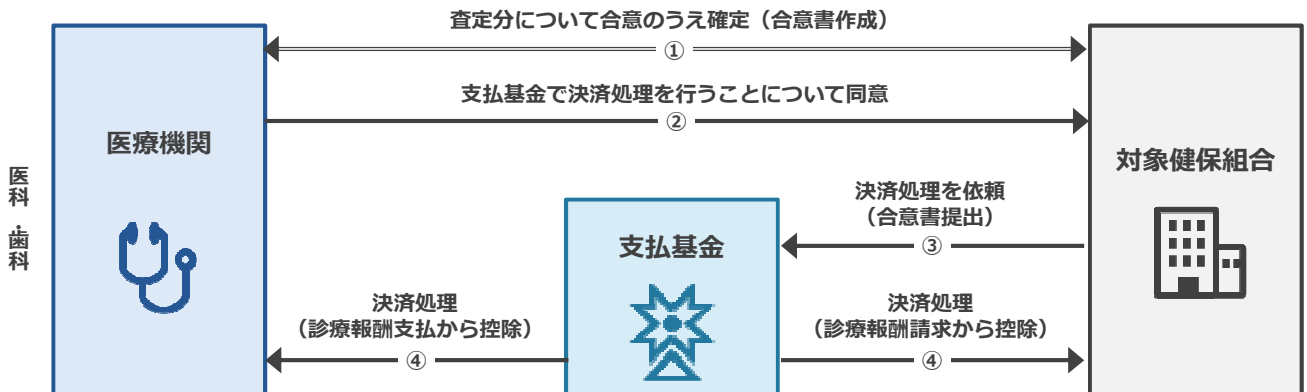 査定分について合意のうえ確定（合意書作成）
①
支払基金で決済処理を行うことについて同意
②
医療機関
対象健保組合
医科・歯科
決済処理を依頼
（合意書提出）
③
支払基金
決済処理
（診療報酬支払から控除）
④
決済処理
（診療報酬請求から控除）
④